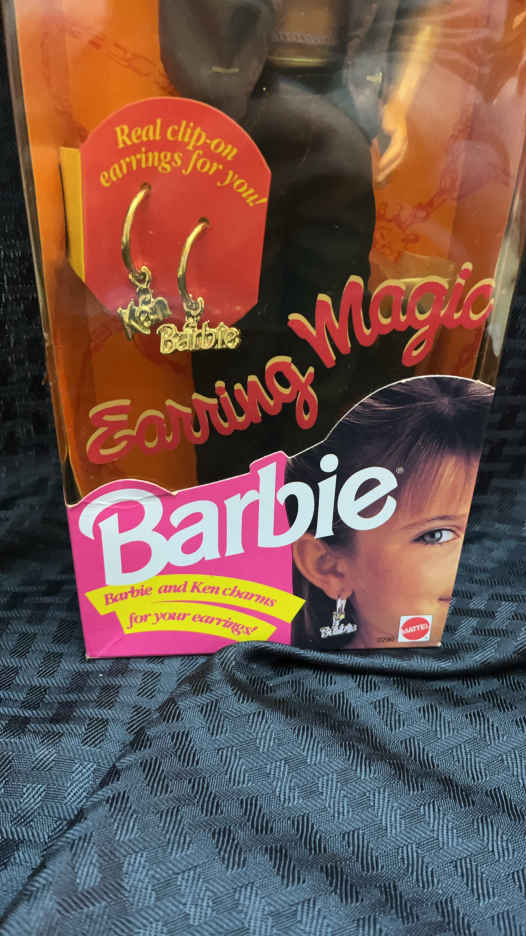 Real clip-on
earrings for you!
Ken
Barbie
Earring Magic
Barbie®
Barbie and Ken charms
for your earrings!
Barbie
MATTEL